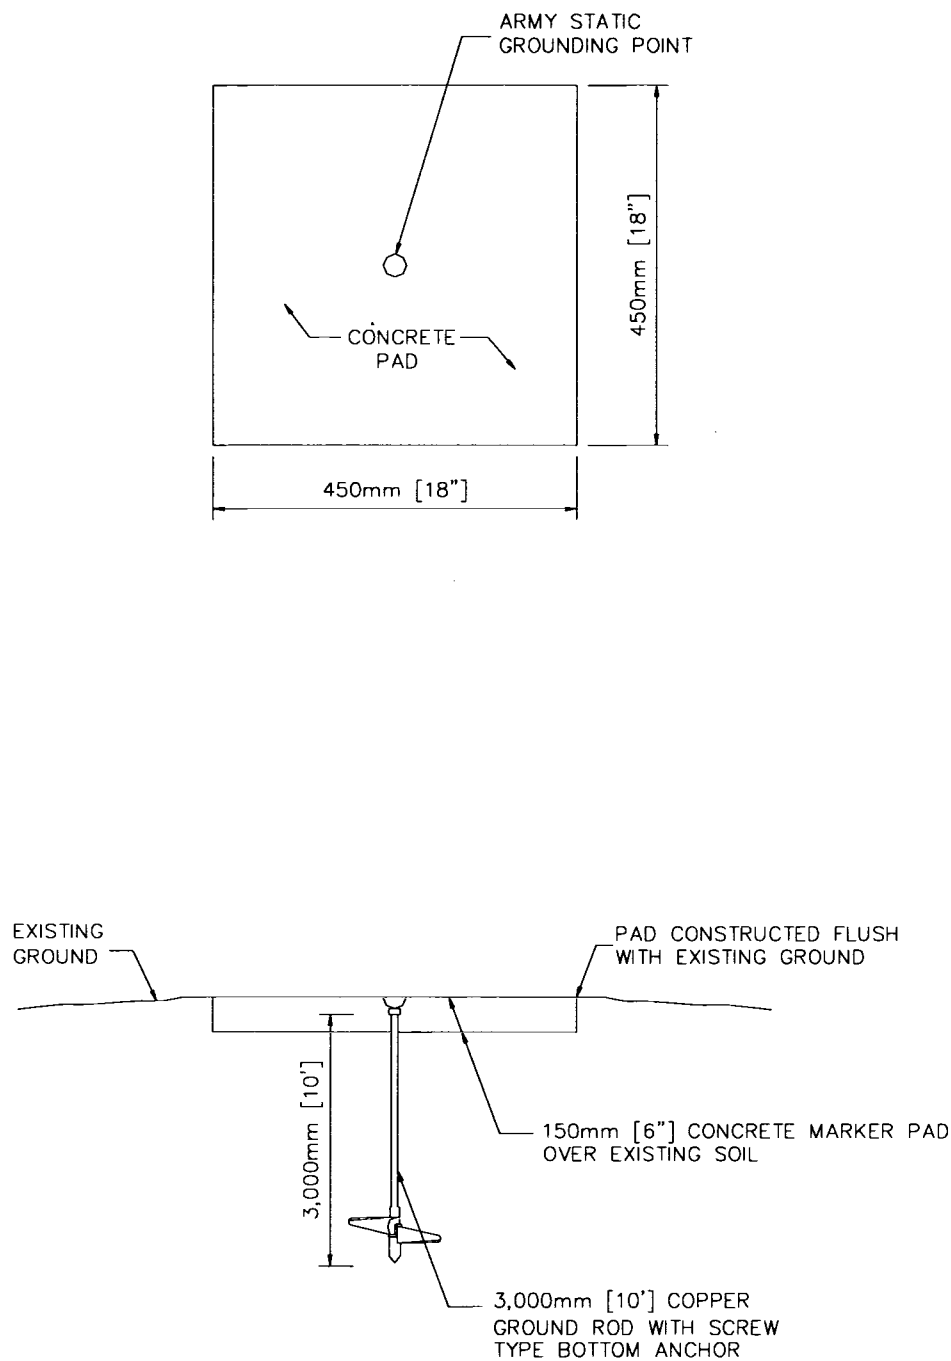 ARMY STATIC
GROUNDING POINT
450mm [18"]
CONCRETE
PAD
450mm [18"]
EXISTING
GROUND
PAD CONSTRUCTED FLUSH
WITH EXISTING GROUND
3,000mm [10']
150mm [6"] CONCRETE MARKER PAD
OVER EXISTING SOIL
3,000mm [10'] COPPER
GROUND ROD WITH SCREW
TYPE BOTTOM ANCHOR